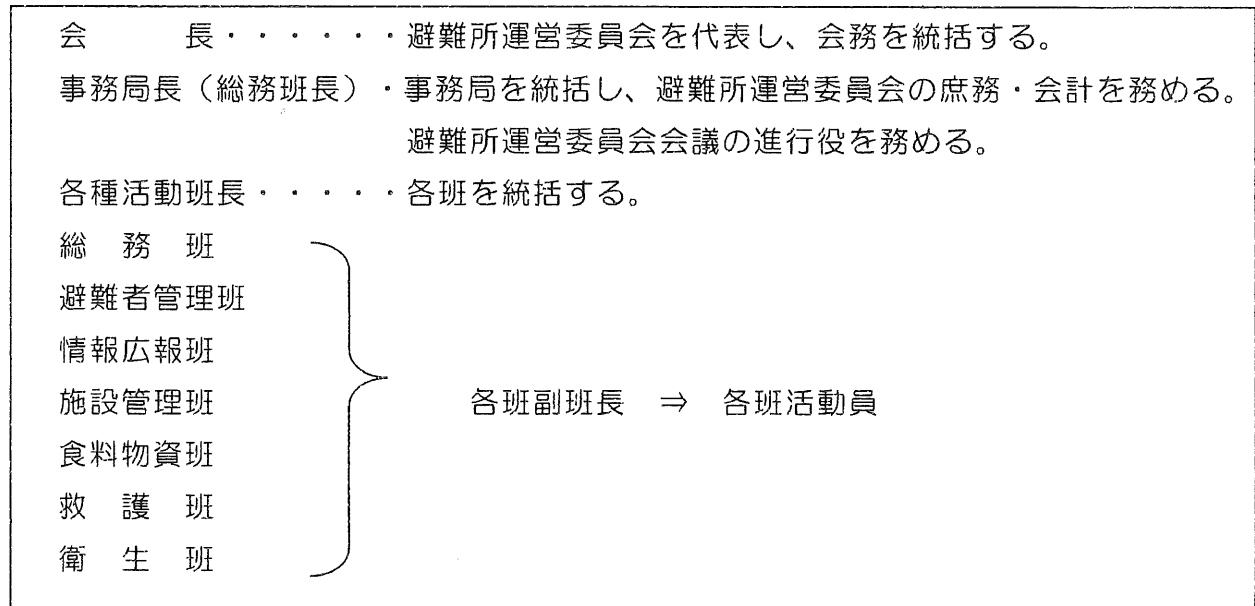 会　　　長・・・・・・避難所運営委員会を代表し、会務を統括する。
事務局長（総務班長）・事務局を統括し、避難所運営委員会の庶務・会計を務める。
避難所運営委員会会議の進行役を務める。
各種活動班長・・・・・各班を統括する。
総　務　班
避難者管理班
情報広報班
施設管理班　　　　　各班副班長　⇒　各班活動員
食料物資班
救　護　班
衛　生　班